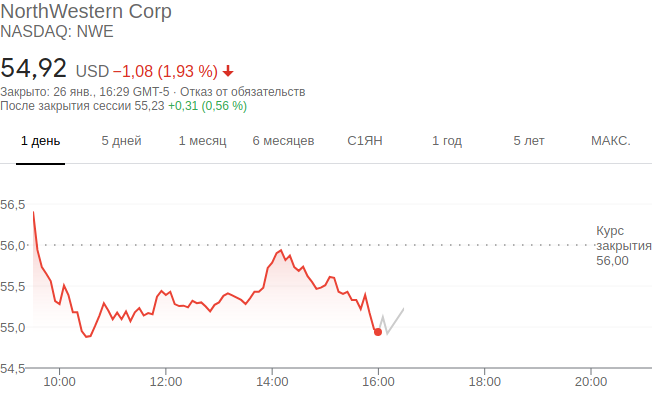 NorthWestern Corp
NASDAQ: NWE
54,92 USD −1,08 (1,93 %)
Закрыто: 26 янв., 16:29 GMT-5 · Отказ от обязательств
После закрытия сессии 55,23 +0,31 (0,56 %)
1 день 5 дней 1 месяц 6 месяцев С1ЯН 1 год 5 лет МАКС.
56,5
56,0
55,5
55,0
54,5
Курс
закрытия
56,00
10:00 12:00 14:00 16:00 18:00 20:00